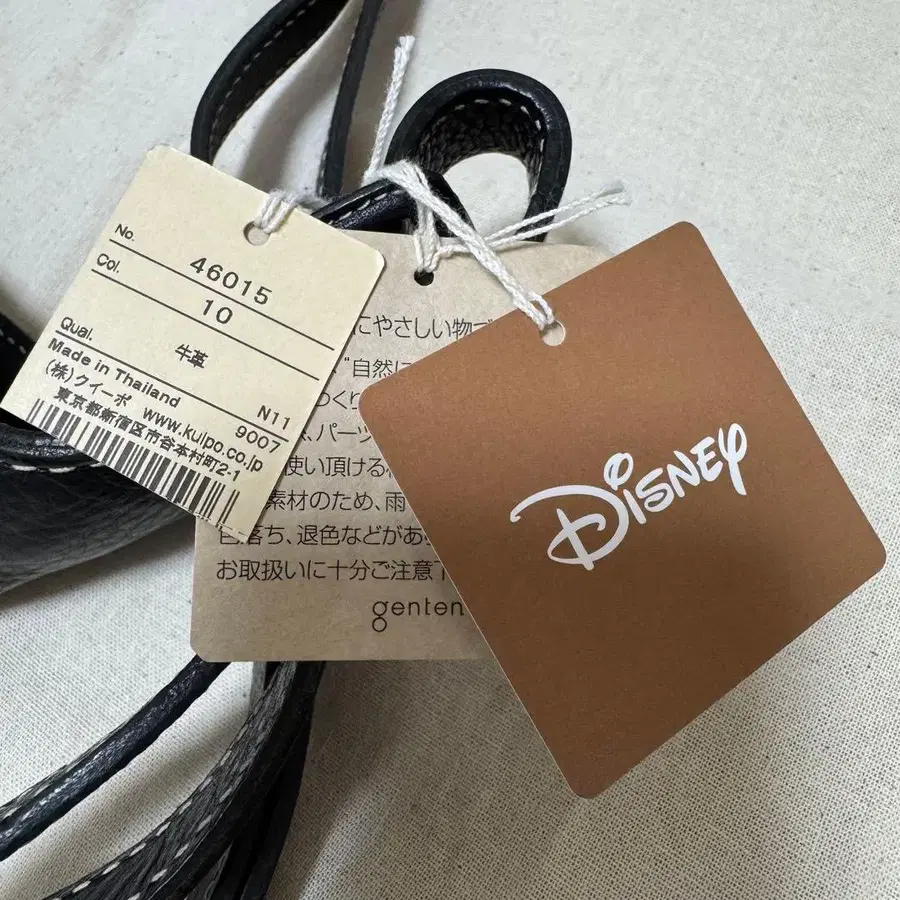 No. 46015
Col. 10
Qual. 牛革
Made in Thailand N11
(株)クイーポ 9007
www.kuipo.co.jp
東京都新宿区市谷本村町2-1
にやさしい物づ
“自然に
つくり
、パーツ
使い頂ける
素材のため、雨
色落ち、退色などがあ
お取扱いに十分ご注意下
genten
Disney